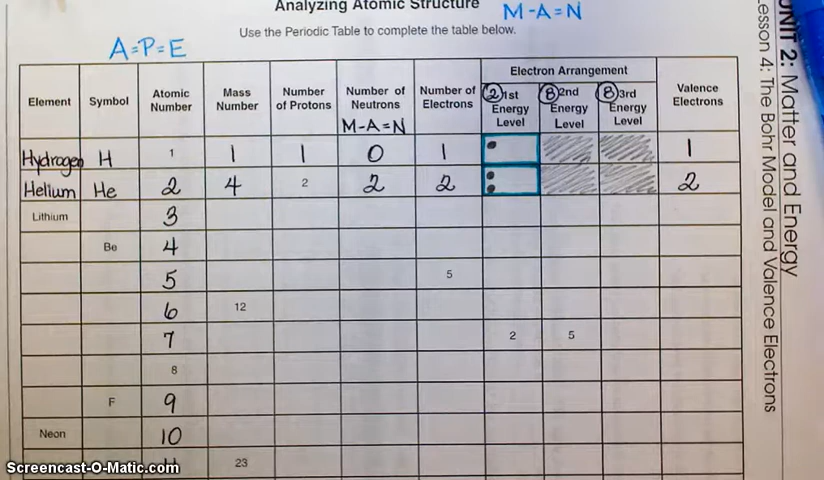 Analyzing Atomic Structure
M-A=N
A=P=E
Use the Periodic Table to complete the table below.
Element Symbol Atomic Number Mass Number Number of Protons Number of Neutrons M-A=N Number of Electrons Electron Arrangement (2) 1st Energy Level (8) 2nd Energy Level (8) 3rd Energy Level Valence Electrons
Hydrogen H 1 1 1 0 1 1
Helium He 2 4 2 2 2 2
Lithium 3
Be 4
5 5
6 12
7 2 5
8
F 9
Neon 10
23
UNIT 2: Matter and Energy
Lesson 4: The Bohr Model and Valence Electrons
Screencast-O-Matic.com